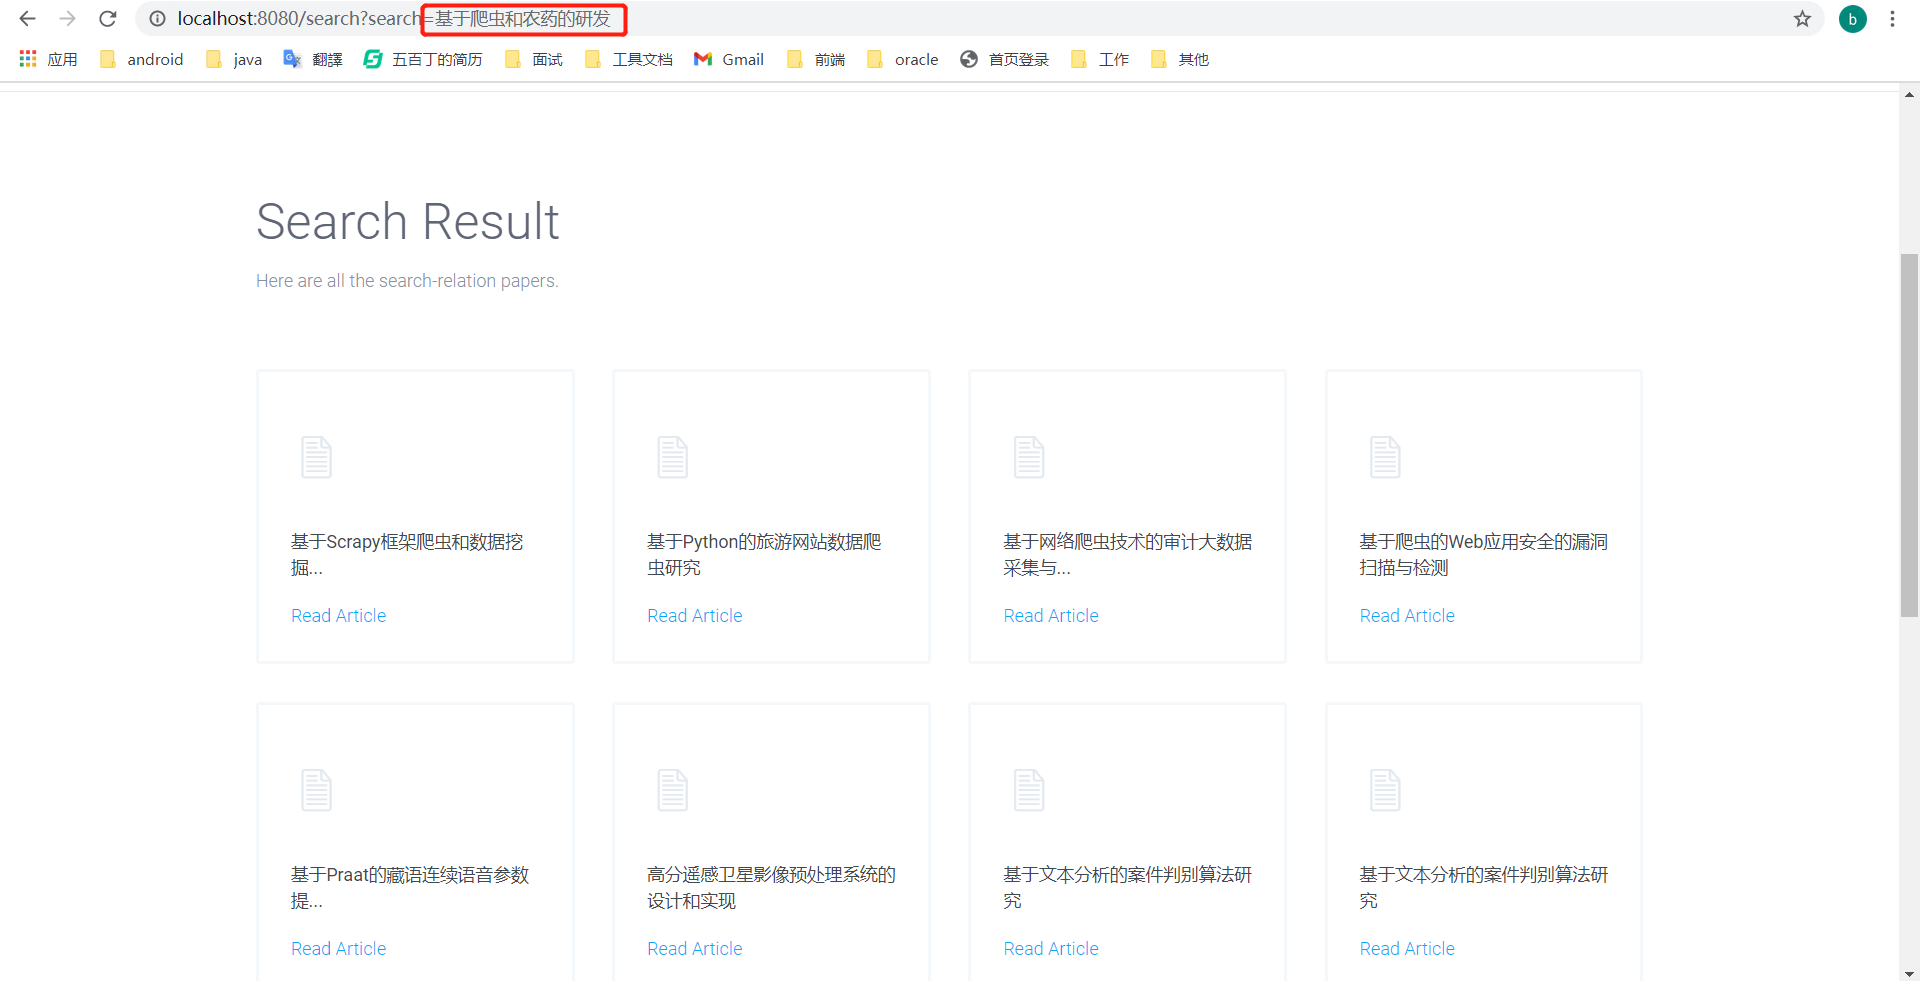 localhost:8080/search?search=基于爬虫和农药的研发
b
应用 android java 翻譯 五百丁的简历 面试 工具文档 Gmail 前端 oracle 首页登录 工作 其他
Search Result
Here are all the search-relation papers.
基于Scrapy框架爬虫和数据挖
掘...
Read Article
基于Python的旅游网站数据爬
虫研究
Read Article
基于网络爬虫技术的审计大数据
采集与...
Read Article
基于爬虫的Web应用安全的漏洞
扫描与检测
Read Article
基于Praat的藏语连续语音参数
提...
Read Article
高分遥感卫星影像预处理系统的
设计和实现
Read Article
基于文本分析的案件判别算法研
究
Read Article
基于文本分析的案件判别算法研
究
Read Article